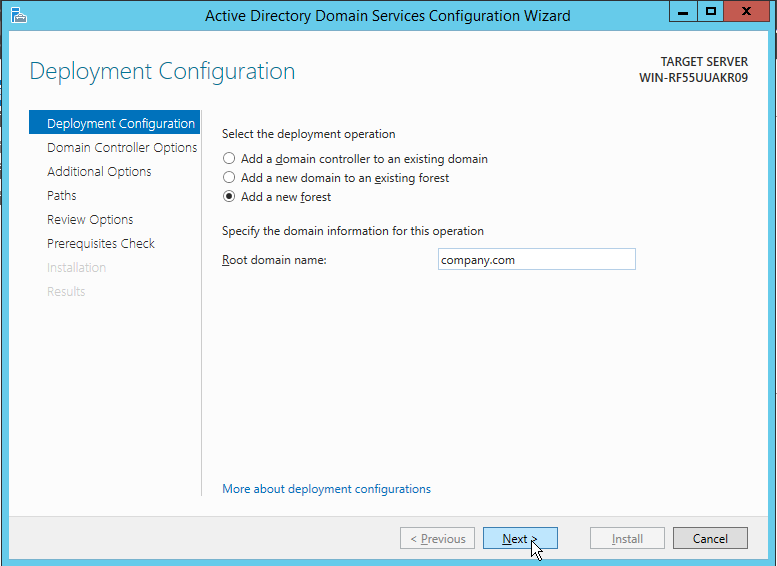 Active Directory Domain Services Configuration Wizard
Deployment Configuration
TARGET SERVER
WIN-RF55UUAKR09
Deployment Configuration
Domain Controller Options
Additional Options
Paths
Review Options
Prerequisites Check
Installation
Results
Select the deployment operation
Add a domain controller to an existing domain
Add a new domain to an existing forest
Add a new forest
Specify the domain information for this operation
Root domain name:
company.com
More about deployment configurations
< Previous
Next >
Install
Cancel